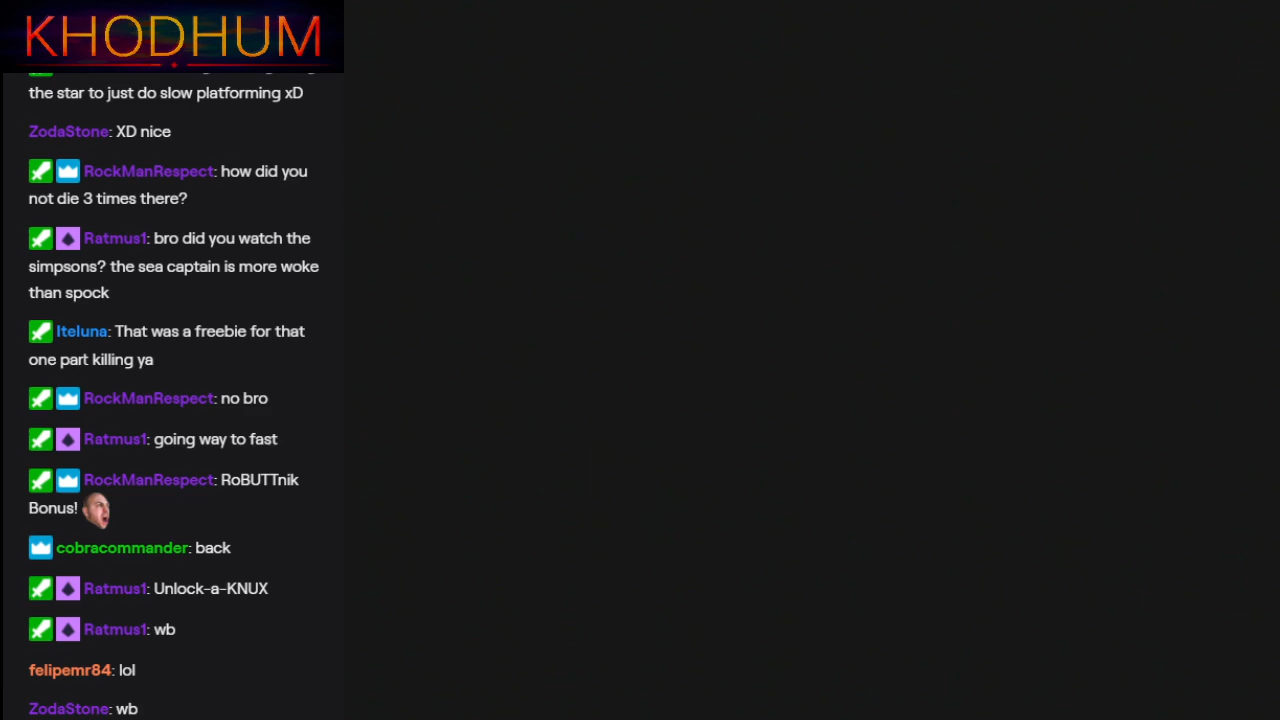 KHODHUM
the star to just do slow platforming xD
ZodaStone: XD nice
RockManRespect: how did you
not die 3 times there?
Ratmus1: bro did you watch the
simpsons? the sea captain is more woke
than spock
Iteluna: That was a freebie for that
one part killing ya
RockManRespect: no bro
Ratmus1: going way to fast
RockManRespect: RoBUTTnik
Bonus!
cobracommander: back
Ratmus1: Unlock-a-KNUX
Ratmus1: wb
felipemr84: lol
ZodaStone: wb